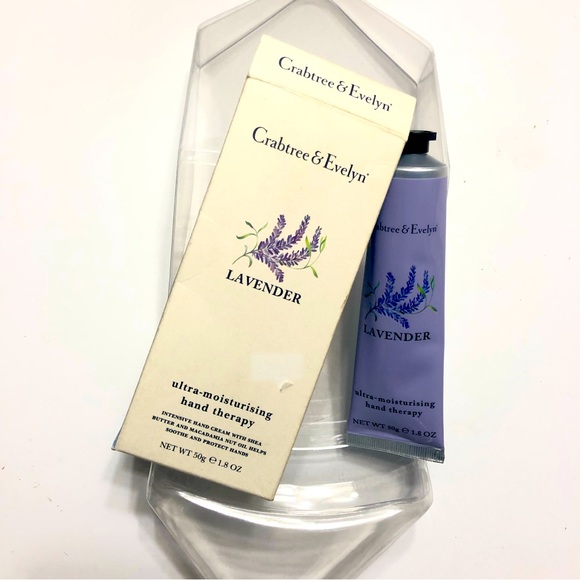 Crabtree & Evelyn®
Crabtree & Evelyn®
LAVENDER
ultra-moisturising
hand therapy
INTENSIVE HAND CREAM WITH SHEA
BUTTER AND MACADAMIA NUT OIL HELPS
SOOTHE AND PROTECT HANDS
NET WT 50g ℮ 1.8 OZ
rabtree & Evelyn®
LAVENDER
ultra-moisturising
hand therapy
NET WT 50g ℮ 1.8 OZ